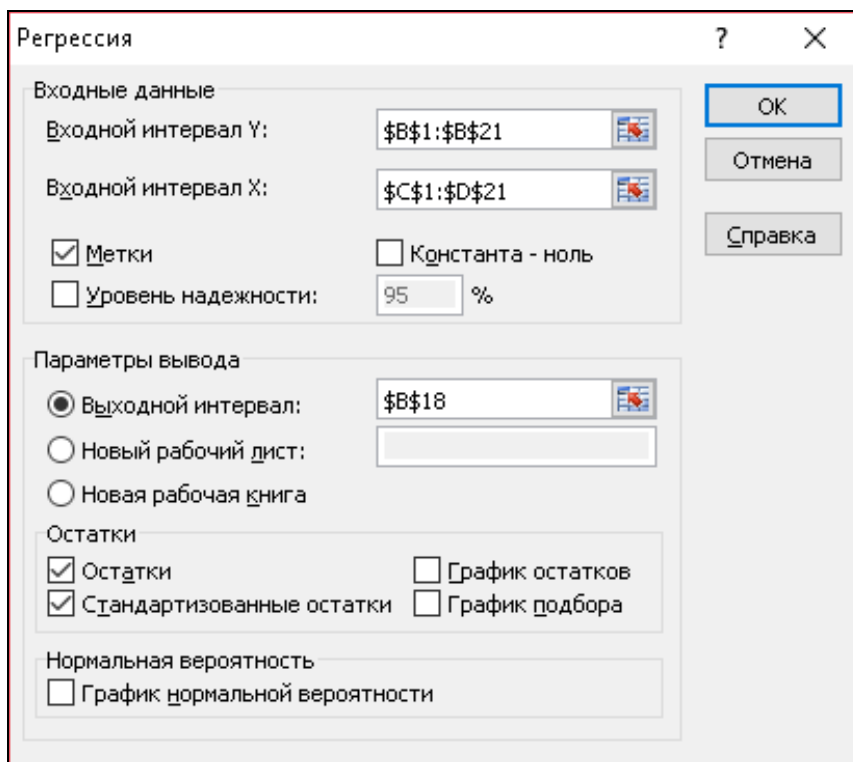 Регрессия ? ×
Входные данные
Входной интервал Y: $B$1:$B$21
Входной интервал X: $C$1:$D$21
Метки Константа - ноль
Уровень надежности: 95 %
ОК
Отмена
Справка
Параметры вывода
Выходной интервал: $B$18
Новый рабочий лист:
Новая рабочая книга
Остатки
Остатки График остатков
Стандартизованные остатки График подбора
Нормальная вероятность
График нормальной вероятности